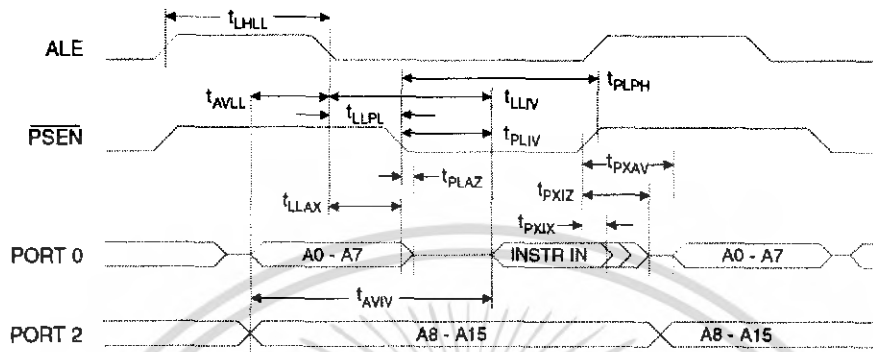 tLHLL
ALE
tPLPH
tAVLL
tLLIV
tLLPL
PSEN
tPLIV
tPXAV
tPLAZ
tPXIZ
tLLAX
tPXIX
PORT 0
A0 - A7
INSTR IN
A0 - A7
tAVIV
PORT 2
A8 - A15
A8 - A15